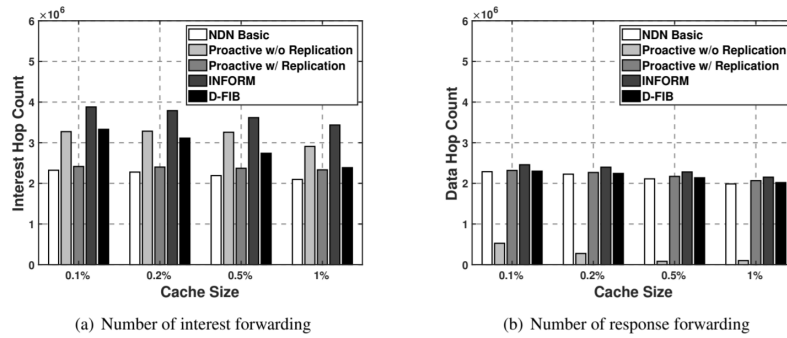 ×10⁶
6
5
4
3
2
1
0
Interest Hop Count
NDN Basic
Proactive w/o Replication
Proactive w/ Replication
INFORM
D-FIB
0.1% 0.2% 0.5% 1%
Cache Size
(a) Number of interest forwarding
×10⁶
6
5
4
3
2
1
0
Data Hop Count
NDN Basic
Proactive w/o Replication
Proactive w/ Replication
INFORM
D-FIB
0.1% 0.2% 0.5% 1%
Cache Size
(b) Number of response forwarding